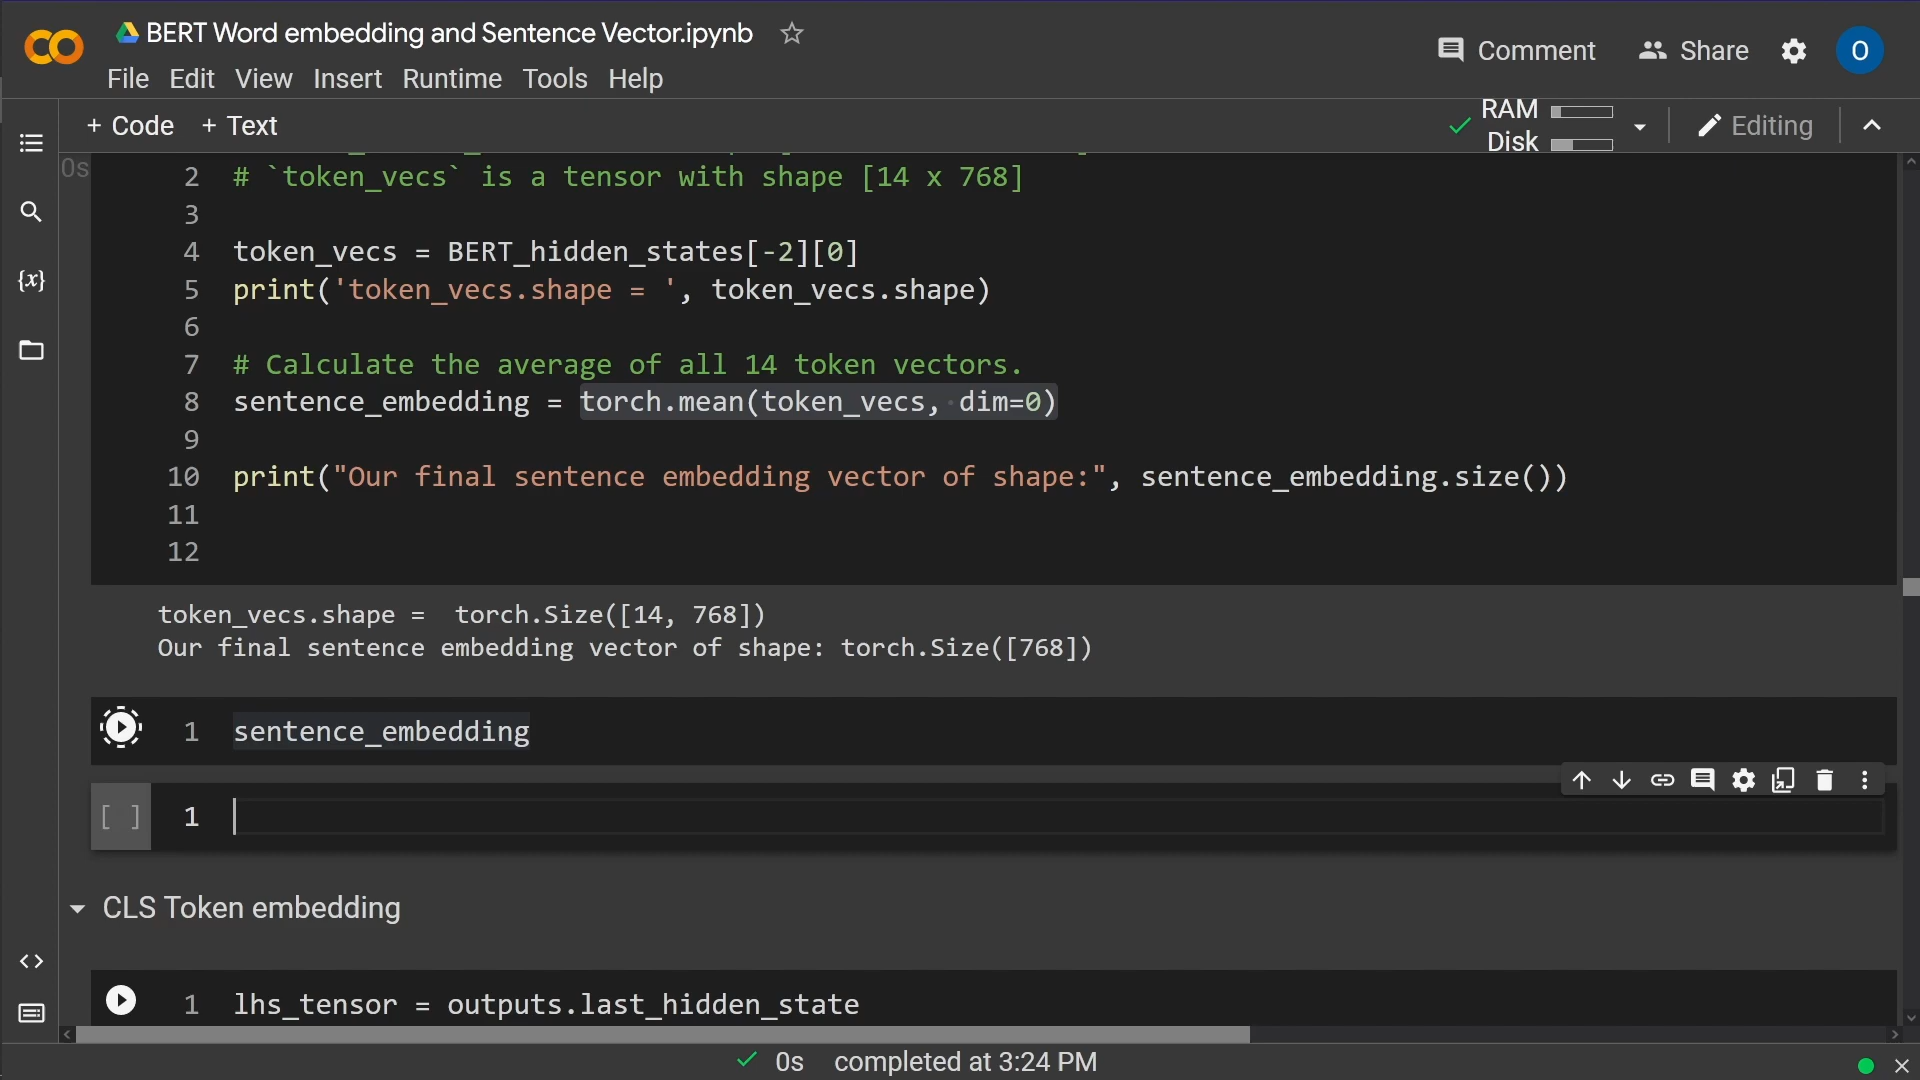 BERT Word embedding and Sentence Vector.ipynb
Comment Share O
File Edit View Insert Runtime Tools Help
+ Code + Text
RAM
Disk
Editing
0s
2 # `token_vecs` is a tensor with shape [14 x 768]
3
4 token_vecs = BERT_hidden_states[-2][0]
5 print('token_vecs.shape = ', token_vecs.shape)
6
7 # Calculate the average of all 14 token vectors.
8 sentence_embedding = torch.mean(token_vecs, dim=0)
9
10 print("Our final sentence embedding vector of shape:", sentence_embedding.size())
11
12
token_vecs.shape =  torch.Size([14, 768])
Our final sentence embedding vector of shape: torch.Size([768])
1 sentence_embedding
[ ] 1
CLS Token embedding
1 lhs_tensor = outputs.last_hidden_state
0s completed at 3:24 PM